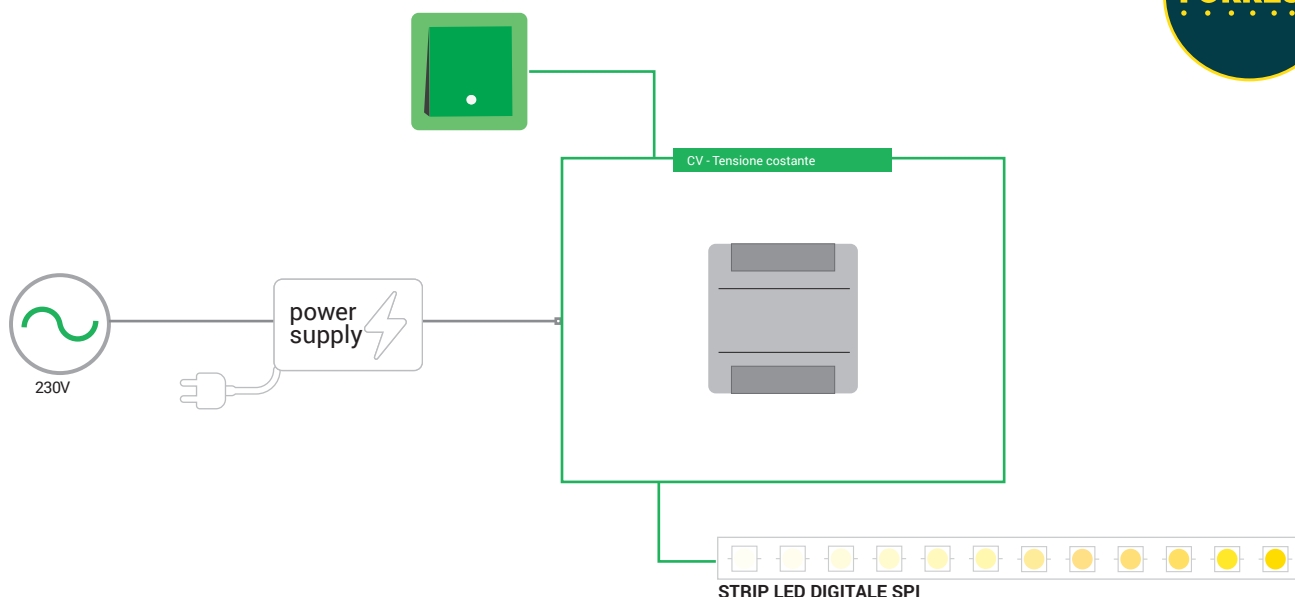 CV - Tensione costante
power
supply
230V
STRIP LED DIGITALE SPI